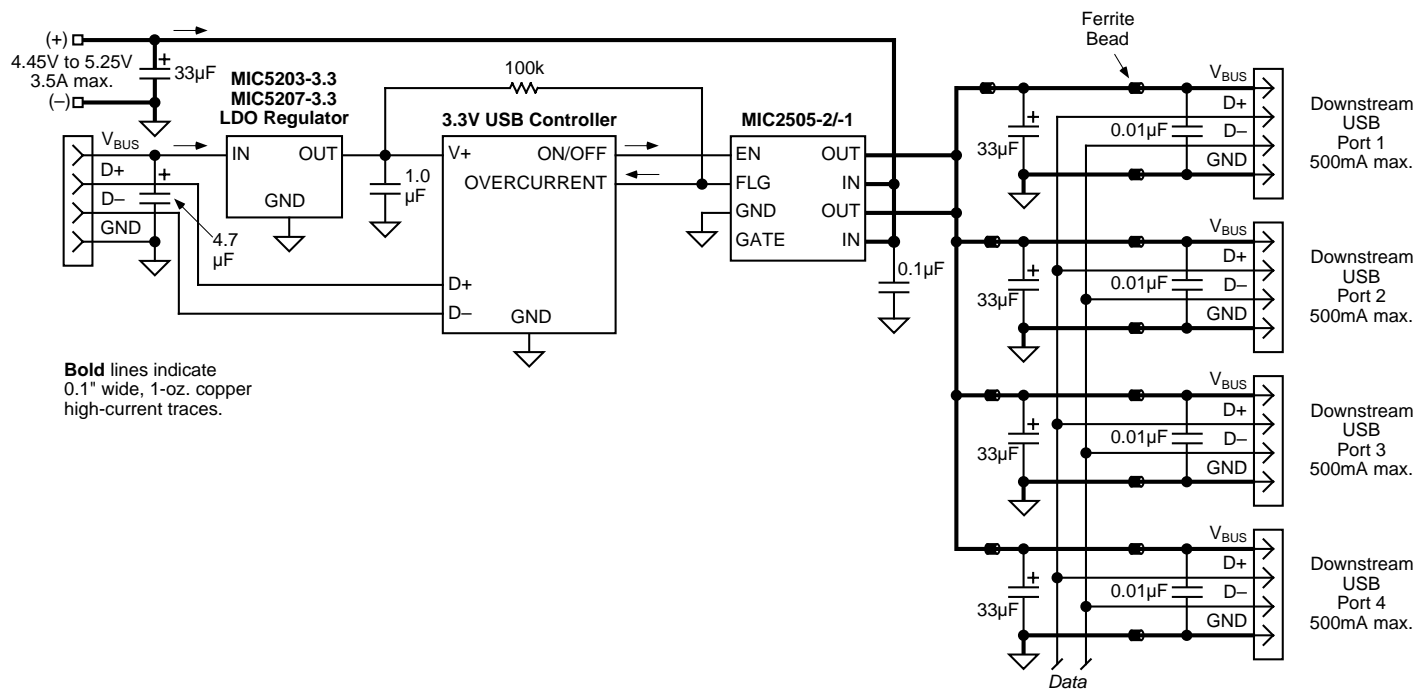 (+)
4.45V to 5.25V
3.5A max.
(–)
33µF
+
MIC5203-3.3
MIC5207-3.3
LDO Regulator
IN
OUT
GND
VBUS
D+
D–
GND
+
4.7
µF
100k
1.0
µF
3.3V USB Controller
V+
ON/OFF
OVERCURRENT
D+
D–
GND
MIC2505-2/-1
EN
OUT
FLG
IN
GND
OUT
GATE
IN
0.1µF
Bold lines indicate
0.1" wide, 1-oz. copper
high-current traces.
Ferrite
Bead
+
33µF
0.01µF
VBUS
D+
D–
GND
Downstream
USB
Port 1
500mA max.
+
33µF
0.01µF
VBUS
D+
D–
GND
Downstream
USB
Port 2
500mA max.
+
33µF
0.01µF
VBUS
D+
D–
GND
Downstream
USB
Port 3
500mA max.
+
33µF
0.01µF
VBUS
D+
D–
GND
Downstream
USB
Port 4
500mA max.
Data